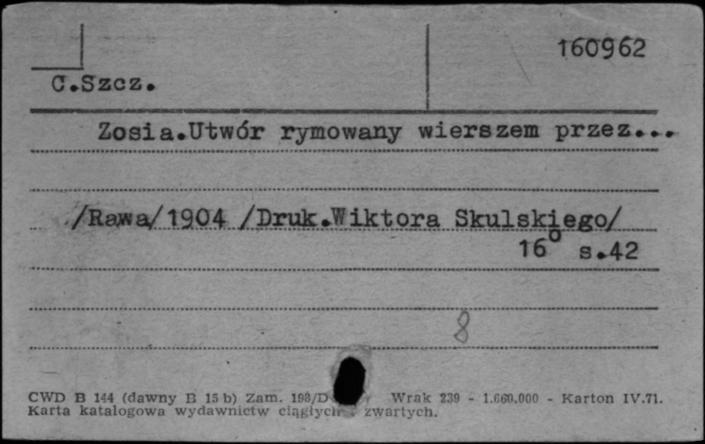 160962
C.Szcz.
Zosia.Utwór rymowany wierszem przez...
/Rawa/1904 /Druk.Wiktora Skulskiego/
16° s.42
8
CWD B 144 (dawny B 15 b) Zam. 198/D Wrak 239 - 1.660.000 - Karton IV.71.
Karta katalogowa wydawnictw ciągłych zwartych.